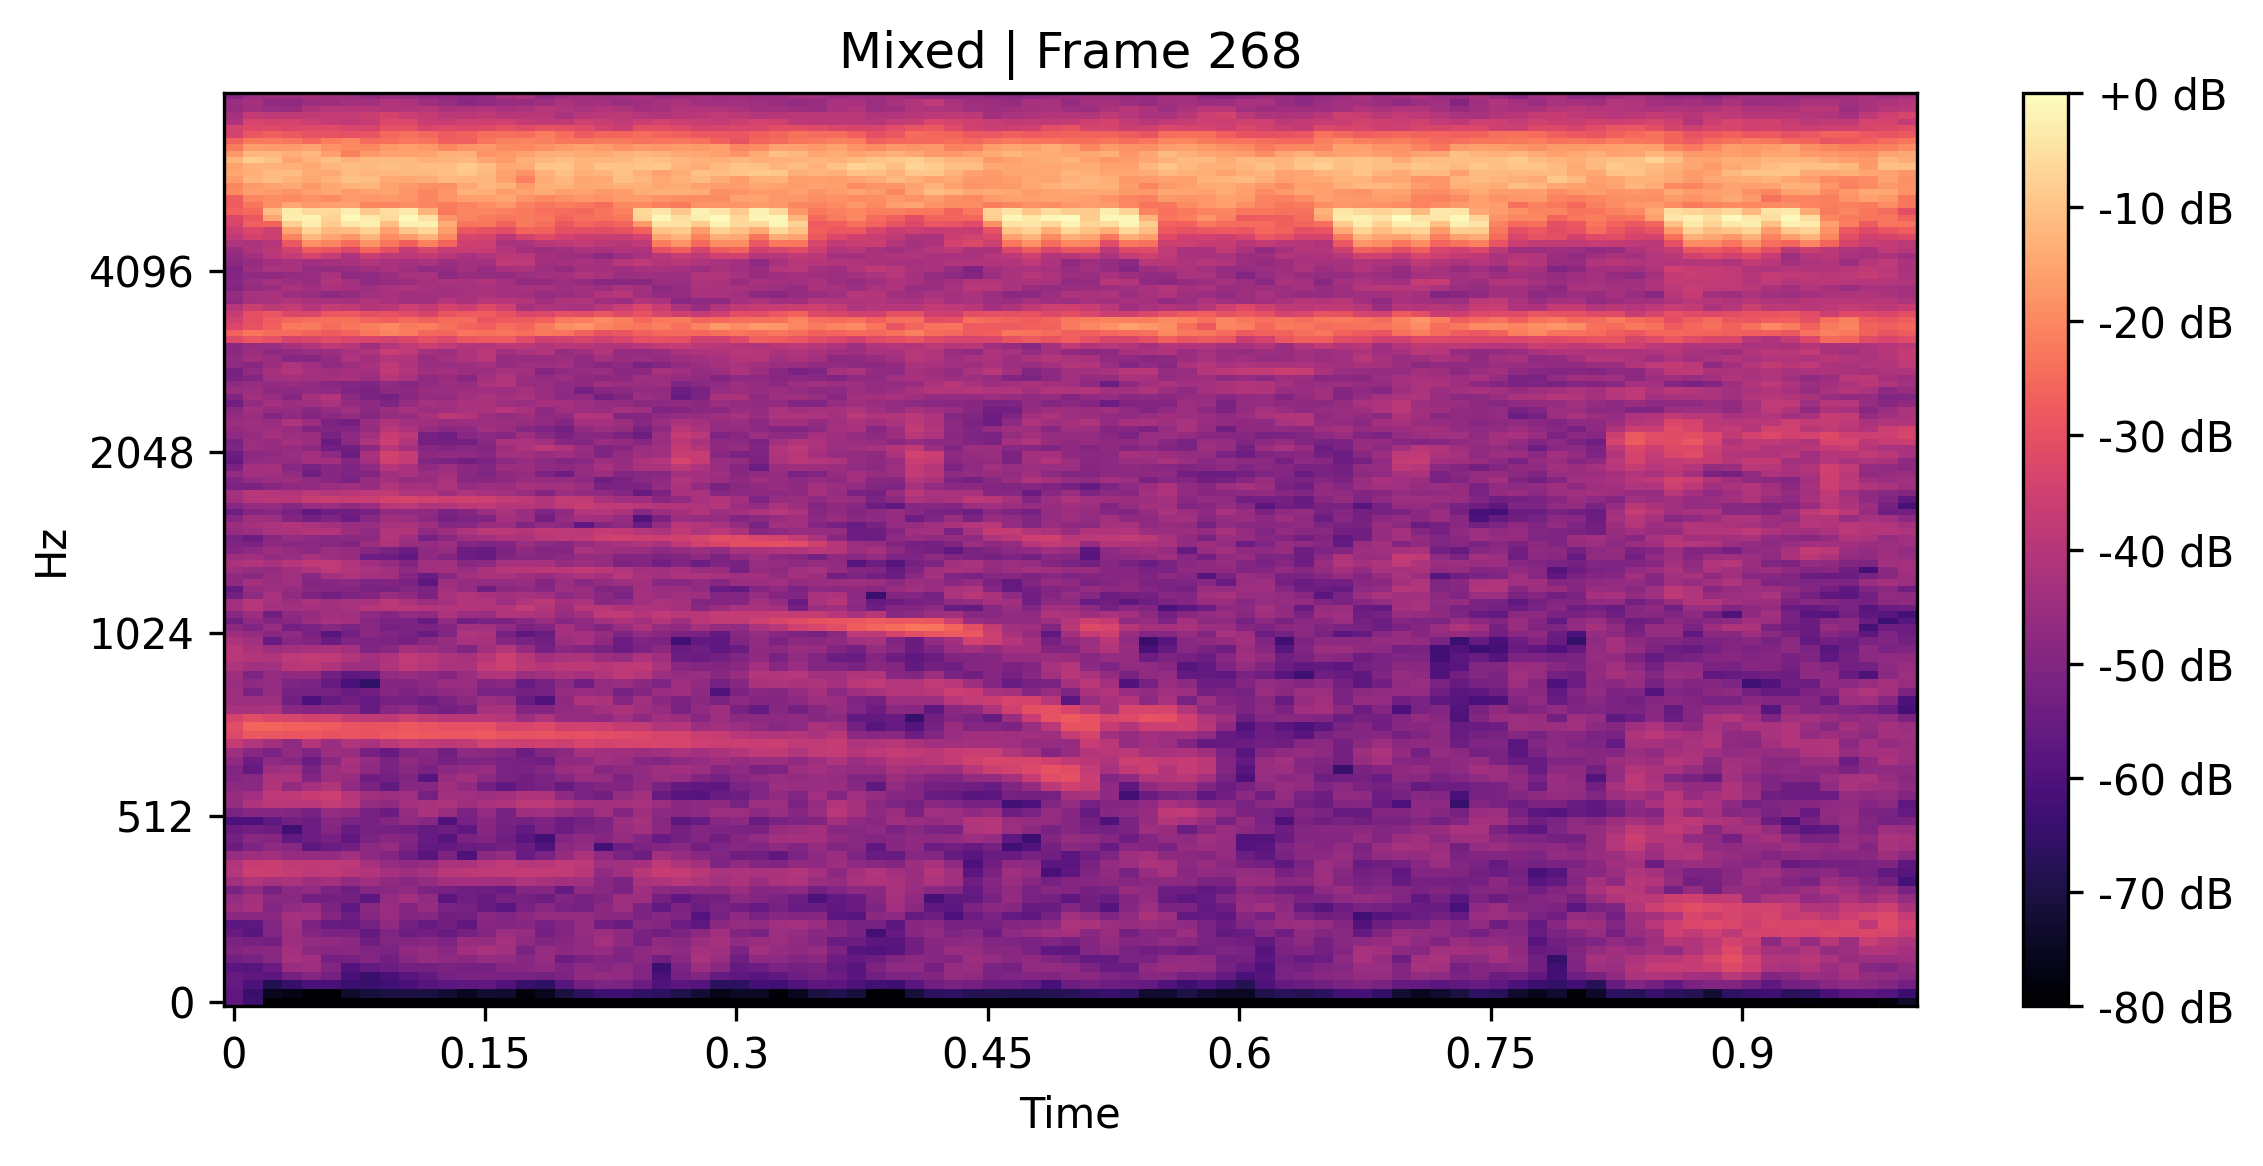 Mixed | Frame 268
Hz
4096
2048
1024
512
0
0 0.15 0.3 0.45 0.6 0.75 0.9
Time
+0 dB
-10 dB
-20 dB
-30 dB
-40 dB
-50 dB
-60 dB
-70 dB
-80 dB